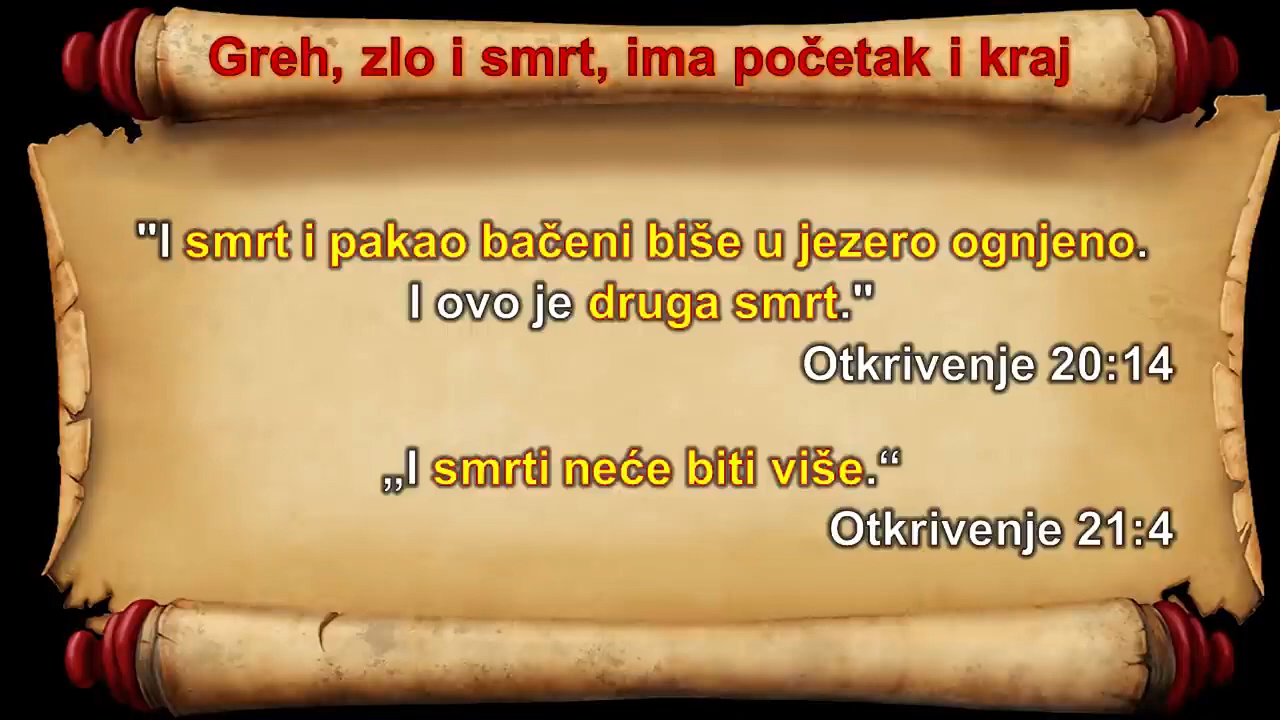 Greh, zlo i smrt, ima početak i kraj
"I smrt i pakao bačeni biše u jezero ognjeno.
I ovo je druga smrt."
Otkrivenje 20:14
„I smrti neće biti više.“
Otkrivenje 21:4